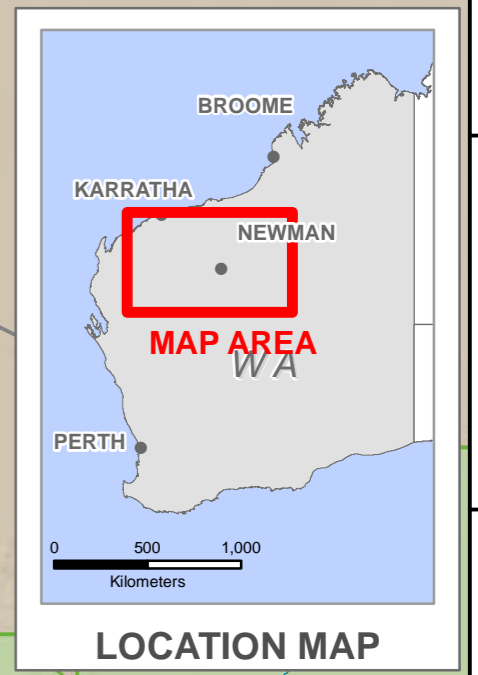 BROOME
KARRATHA
NEWMAN
MAP AREA
WA
PERTH
0 500 1,000
Kilometers
LOCATION MAP